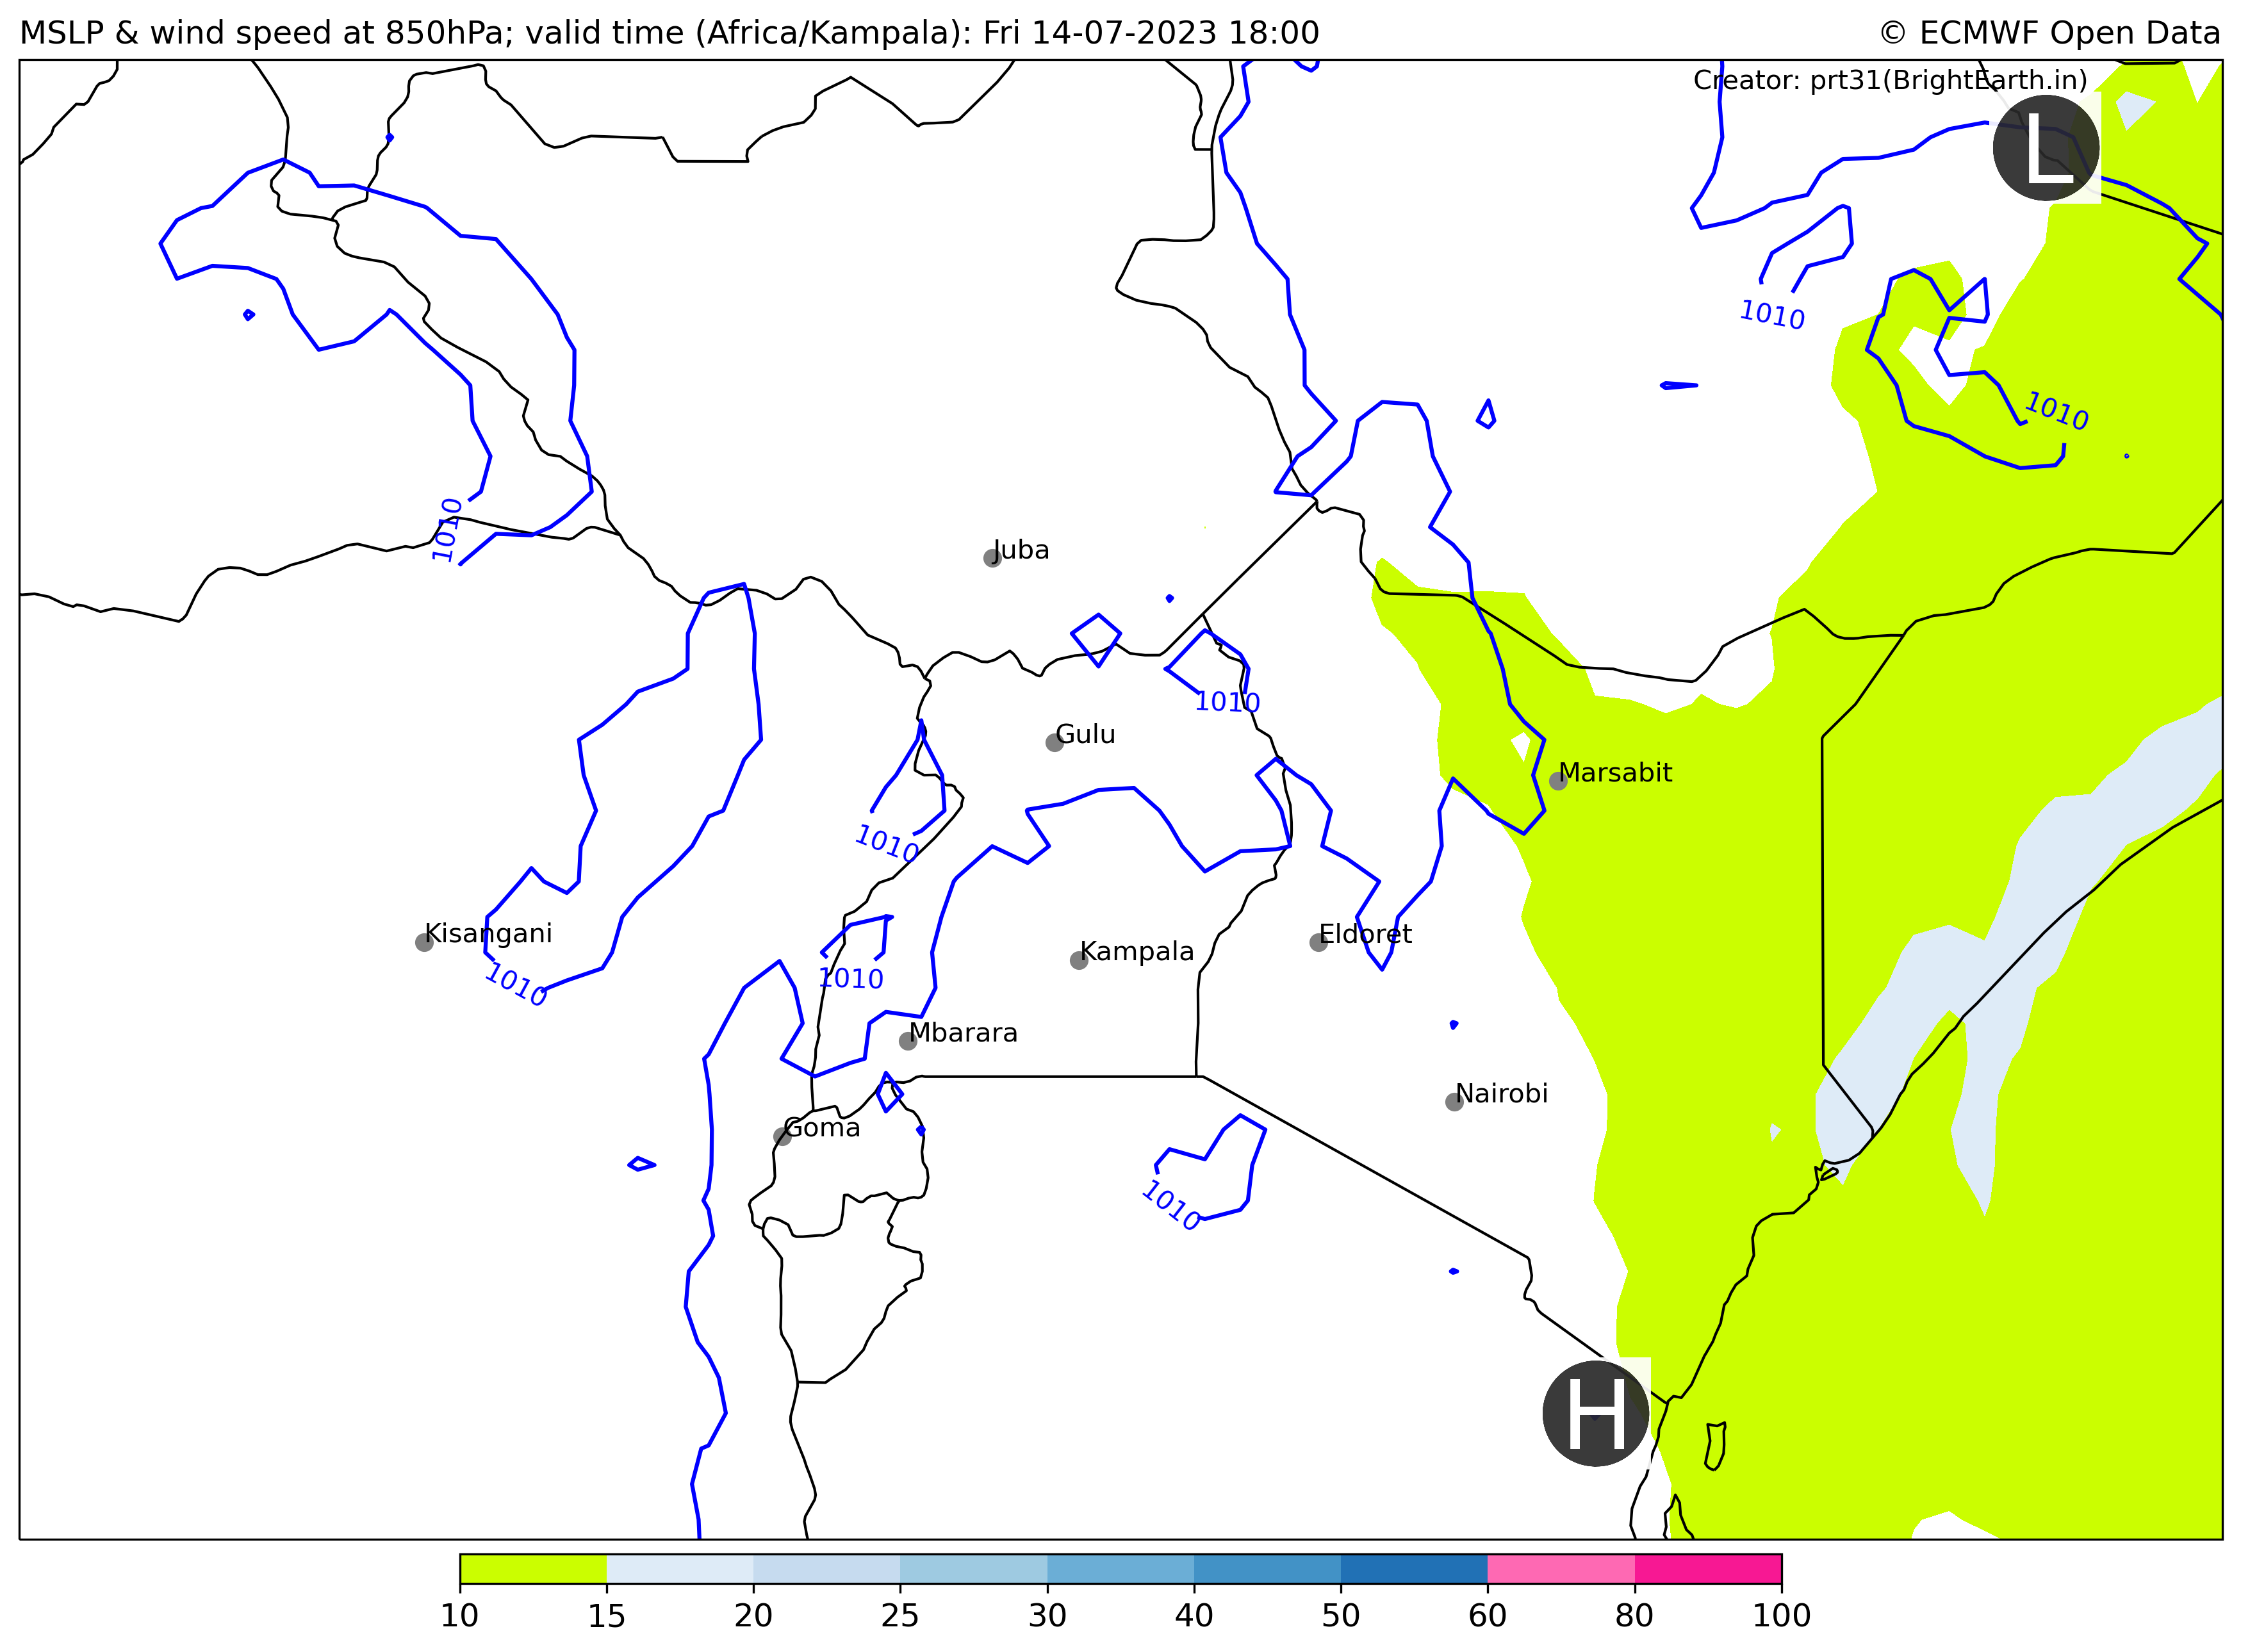 MSLP & wind speed at 850hPa; valid time (Africa/Kampala): Fri 14-07-2023 18:00
© ECMWF Open Data
Creator: prt31(BrightEarth.in)
L
1010
1010
1010
Juba
1010
Gulu
Marsabit
1010
Kisangani
Eldoret
Kampala
1010
1010
Mbarara
Nairobi
Goma
1010
H
10 15 20 25 30 40 50 60 80 100